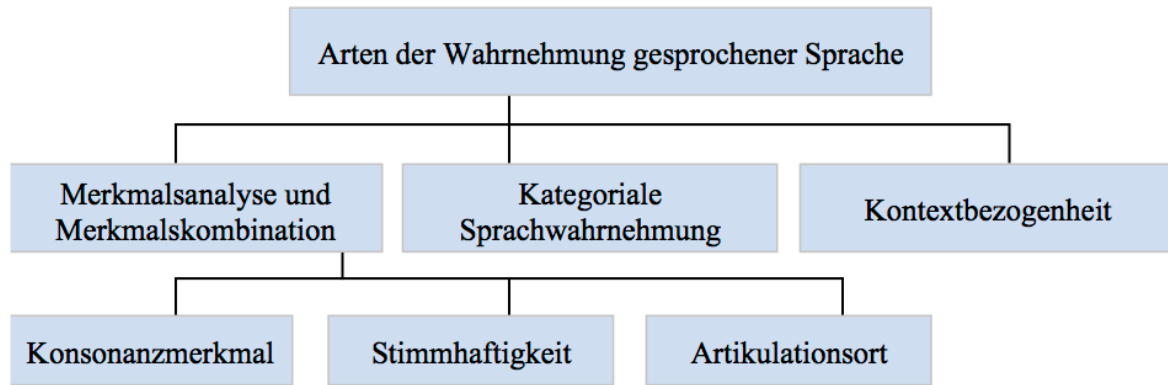 Arten der Wahrnehmung gesprochener Sprache
Merkmalsanalyse und
Merkmalskombination
Kategoriale
Sprachwahrnehmung
Kontextbezogenheit
Konsonanzmerkmal
Stimmhaftigkeit
Artikulationsort